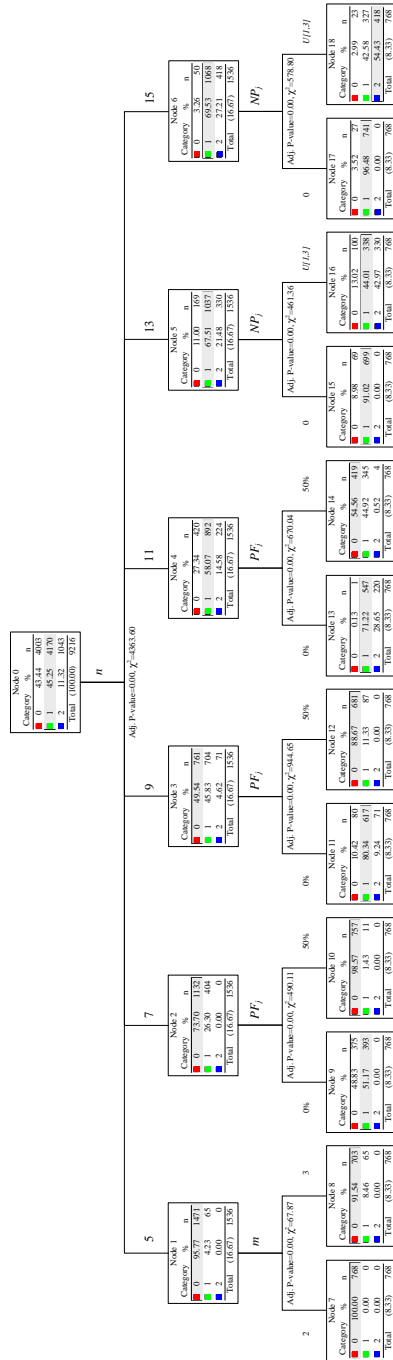 Node 0
Category % n
0 43.44 4003
1 45.25 4170
2 11.32 1043
Total (100.00) 9216
n
Adj. P-value=0.00, χ²=4363.60
5
7
9
11
13
15
Node 1
Category % n
0 95.77 1471
1 4.23 65
2 0.00 0
Total (16.67) 1536
Node 2
Category % n
0 73.70 1132
1 26.30 404
2 0.00 0
Total (16.67) 1536
Node 3
Category % n
0 49.54 761
1 45.83 704
2 4.62 71
Total (16.67) 1536
Node 4
Category % n
0 27.34 420
1 58.07 892
2 14.58 224
Total (16.67) 1536
Node 5
Category % n
0 11.00 169
1 67.51 1037
2 21.48 330
Total (16.67) 1536
Node 6
Category % n
0 3.26 50
1 69.53 1068
2 27.21 418
Total (16.67) 1536
m
Adj. P-value=0.00, χ²=67.87
2
3
PFj
Adj. P-value=0.00, χ²=490.11
0%
50%
PFj
Adj. P-value=0.00, χ²=944.65
0%
50%
PFj
Adj. P-value=0.00, χ²=670.04
0%
50%
NPj
Adj. P-value=0.00, χ²=461.36
0
U[1,3]
NPj
Adj. P-value=0.00, χ²=578.80
0
U[1,3]
Node 7
Category % n
0 100.00 768
1 0.00 0
2 0.00 0
Total (8.33) 768
Node 8
Category % n
0 91.54 703
1 8.46 65
2 0.00 0
Total (8.33) 768
Node 9
Category % n
0 48.83 375
1 51.17 393
2 0.00 0
Total (8.33) 768
Node 10
Category % n
0 98.57 757
1 1.43 11
2 0.00 0
Total (8.33) 768
Node 11
Category % n
0 10.42 80
1 80.34 617
2 9.24 71
Total (8.33) 768
Node 12
Category % n
0 88.67 681
1 11.33 87
2 0.00 0
Total (8.33) 768
Node 13
Category % n
0 0.13 1
1 71.22 547
2 28.65 220
Total (8.33) 768
Node 14
Category % n
0 54.56 419
1 44.92 345
2 0.52 4
Total (8.33) 768
Node 15
Category % n
0 8.98 69
1 91.02 699
2 0.00 0
Total (8.33) 768
Node 16
Category % n
0 13.02 100
1 44.01 338
2 42.97 330
Total (8.33) 768
Node 17
Category % n
0 3.52 27
1 96.48 741
2 0.00 0
Total (8.33) 768
Node 18
Category % n
0 2.99 23
1 42.58 327
2 54.43 418
Total (8.33) 768